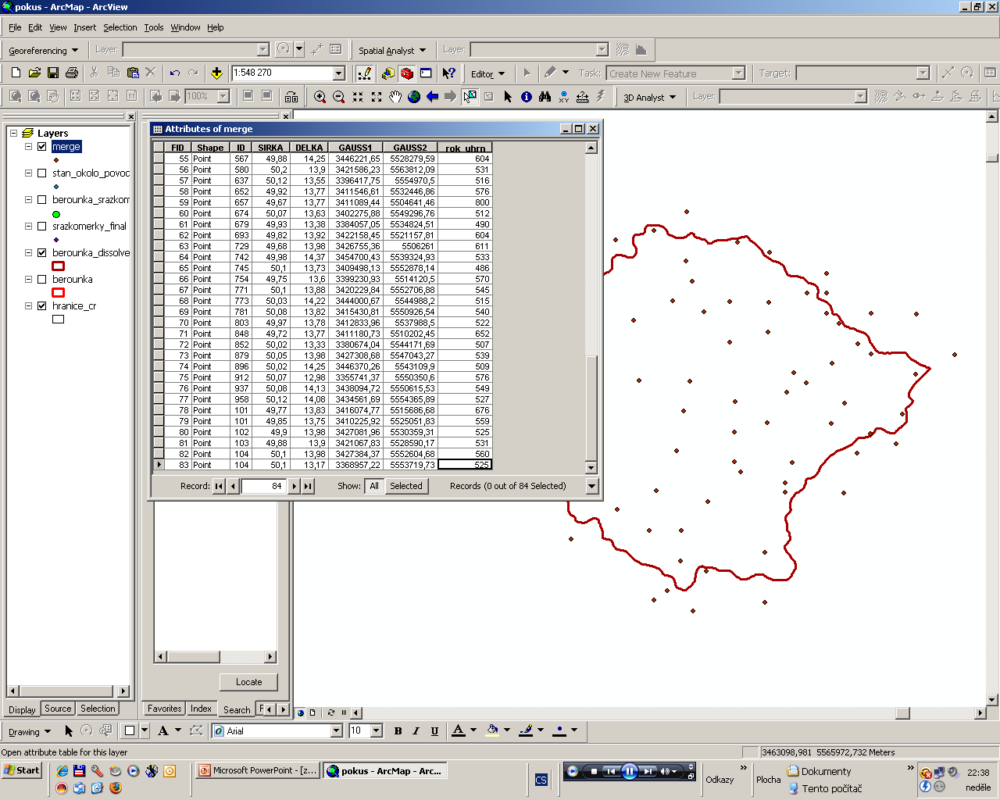 pokus - ArcMap - ArcView
File Edit View Insert Selection Tools Window Help
Georeferencing Layer: Spatial Analyst Layer:
1:548 270 Editor Task: Create New Feature Target:
100% 3D Analyst Layer:
Layers
merge
stan_okolo_povoc
berounka_srazkom
srazkomerky_final
berounka_dissolve
berounka
hranice_cr
Attributes of merge
FID Shape ID SIRKA DELKA GAUSS1 GAUSS2 rok_uhrn
55 Point 567 49,88 14,25 3446221,65 5528279,59 604
56 Point 580 50,2 13,9 3421586,23 5563812,09 531
57 Point 637 50,12 13,55 3396417,75 5554970,5 516
58 Point 652 49,92 13,77 3411546,61 5532446,86 576
59 Point 657 49,67 13,77 3411089,44 5504641,46 800
60 Point 674 50,07 13,63 3402275,88 5549296,76 512
61 Point 679 49,93 13,38 3384057,05 5534824,51 490
62 Point 693 49,82 13,92 3422158,45 5521157,81 604
63 Point 729 49,68 13,98 3426755,36 5506261 611
64 Point 742 49,98 14,37 3454700,43 5539324,93 533
65 Point 745 50,1 13,73 3409498,13 5552878,14 486
66 Point 754 49,75 13,6 3399230,93 5514120,5 570
67 Point 771 50,1 13,88 3420229,84 5552706,88 545
68 Point 773 50,03 14,22 3444000,67 5544988,2 515
69 Point 781 50,08 13,82 3415430,81 5550926,54 540
70 Point 803 49,97 13,78 3412833,96 5537988,5 522
71 Point 848 49,72 13,77 3411180,73 5510202,45 652
72 Point 852 50,02 13,33 3380674,04 5544171,69 507
73 Point 879 50,05 13,98 3427308,68 5547043,27 539
74 Point 896 50,02 14,25 3446370,26 5543109,9 509
75 Point 912 50,07 12,98 3355741,37 5550350,6 576
76 Point 937 50,08 14,13 3438094,72 5550615,53 549
77 Point 958 50,12 14,08 3434561,69 5554365,89 527
78 Point 101 49,77 13,83 3416074,77 5515686,68 676
79 Point 101 49,85 13,75 3410225,92 5525051,83 559
80 Point 102 49,9 13,98 3427081,96 5530359,31 525
81 Point 103 49,88 13,9 3421067,83 5528590,17 531
82 Point 104 50,1 13,98 3427384,37 5552604,68 560
83 Point 104 50,1 13,17 3368957,22 5553719,73 525
Record: 84 Show: All Selected Records (0 out of 84 Selected)
Locate
Display Source Selection
Favorites Index Search F
Drawing Arial 10 B I U A
Open attribute table for this layer
3463098,981 5565972,732 Meters
Start Microsoft PowerPoint - [z... pokus - ArcMap - Arc... CS Odkazy Plocha Dokumenty Tento počítač 22:38 neděle